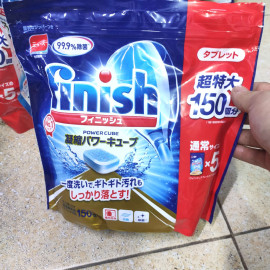 99.9%除菌
タブレット
finish
フィニッシュ
超特大
150個
POWER CUBE
凝縮パワーキューブ
通常サイズ
×5
一度洗いで、ギトギト汚れも
しっかり落とす!
150